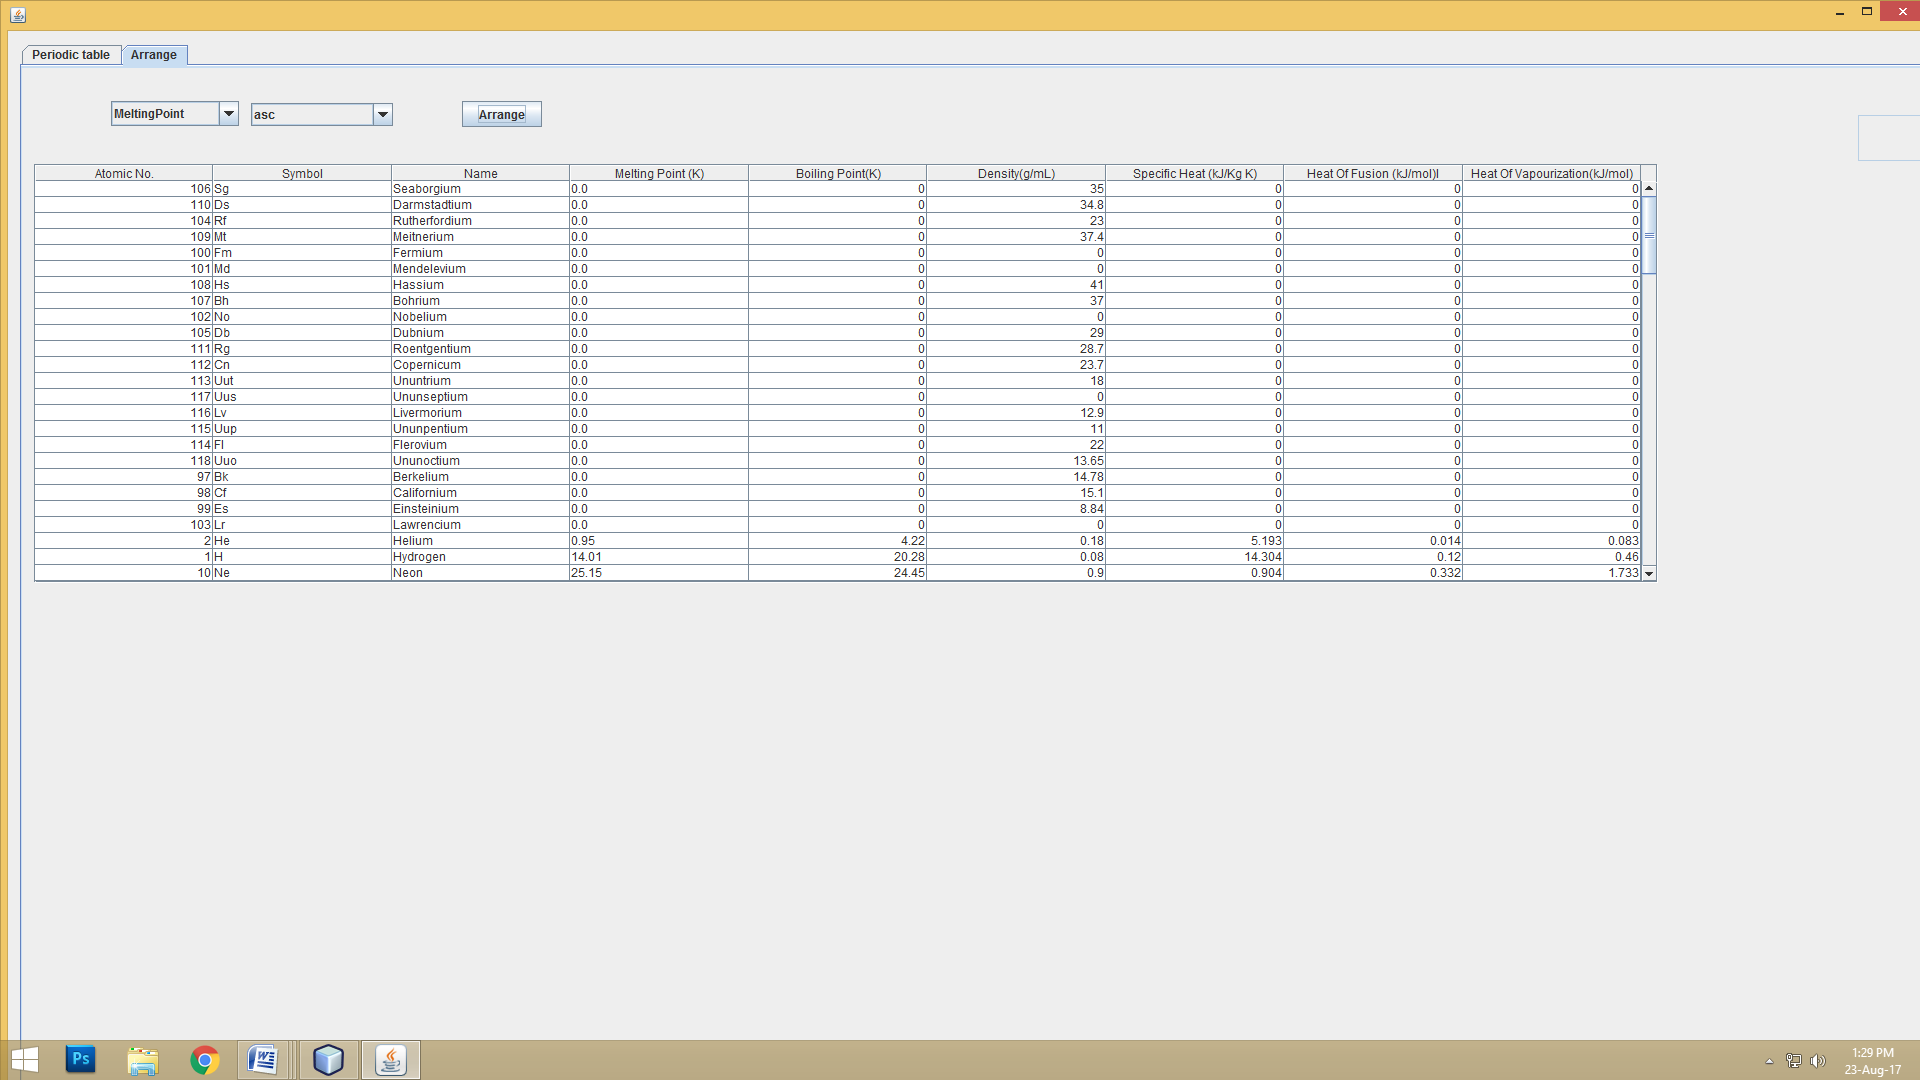 Periodic table Arrange
MeltingPoint asc Arrange
Atomic No. Symbol Name Melting Point (K) Boiling Point(K) Density(g/mL) Specific Heat (kJ/Kg K) Heat Of Fusion (kJ/mol)l Heat Of Vapourization(kJ/mol)
106 Sg Seaborgium 0.0 0 35 0 0 0
110 Ds Darmstadtium 0.0 0 34.8 0 0 0
104 Rf Rutherfordium 0.0 0 23 0 0 0
109 Mt Meitnerium 0.0 0 37.4 0 0 0
100 Fm Fermium 0.0 0 0 0 0 0
101 Md Mendelevium 0.0 0 0 0 0 0
108 Hs Hassium 0.0 0 41 0 0 0
107 Bh Bohrium 0.0 0 37 0 0 0
102 No Nobelium 0.0 0 0 0 0 0
105 Db Dubnium 0.0 0 29 0 0 0
111 Rg Roentgentium 0.0 0 28.7 0 0 0
112 Cn Copernicum 0.0 0 23.7 0 0 0
113 Uut Ununtrium 0.0 0 18 0 0 0
117 Uus Ununseptium 0.0 0 0 0 0 0
116 Lv Livermorium 0.0 0 12.9 0 0 0
115 Uup Ununpentium 0.0 0 11 0 0 0
114 Fl Flerovium 0.0 0 22 0 0 0
118 Uuo Ununoctium 0.0 0 13.65 0 0 0
97 Bk Berkelium 0.0 0 14.78 0 0 0
98 Cf Californium 0.0 0 15.1 0 0 0
99 Es Einsteinium 0.0 0 8.84 0 0 0
103 Lr Lawrencium 0.0 0 0 0 0 0
2 He Helium 0.95 4.22 0.18 5.193 0.014 0.083
1 H Hydrogen 14.01 20.28 0.08 14.304 0.12 0.46
10 Ne Neon 25.15 24.45 0.9 0.904 0.332 1.733
Ps
W
1:29 PM
23-Aug-17